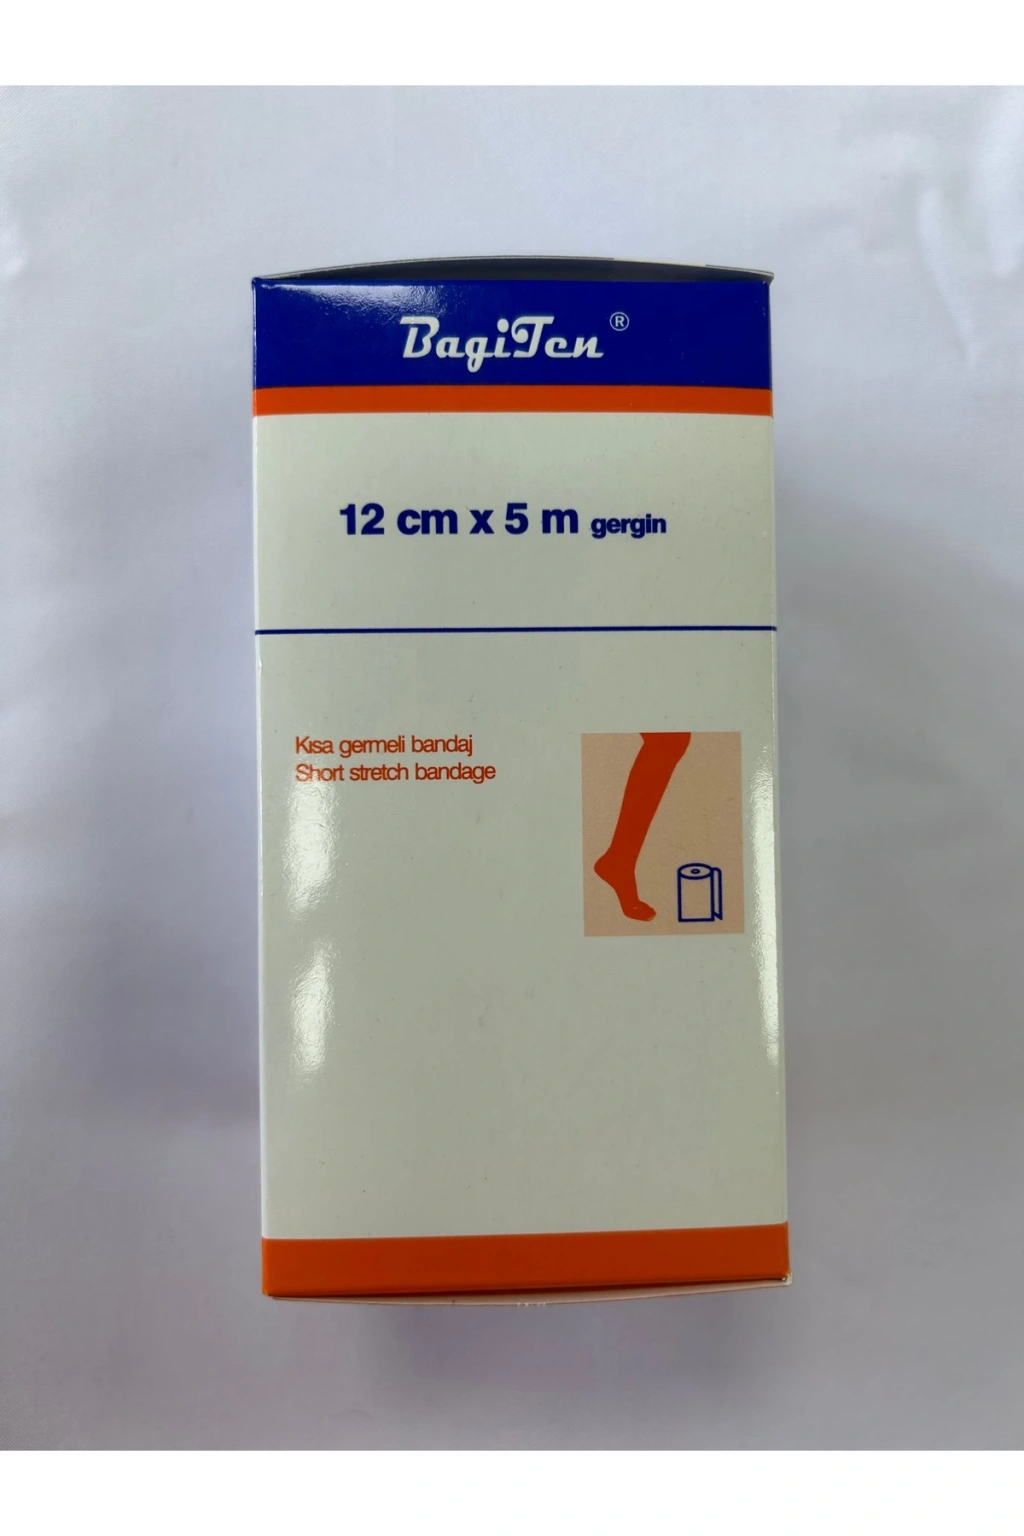 BagiTen ®
12 cm x 5 m gergin
Kısa germeli bandaj
Short stretch bandage